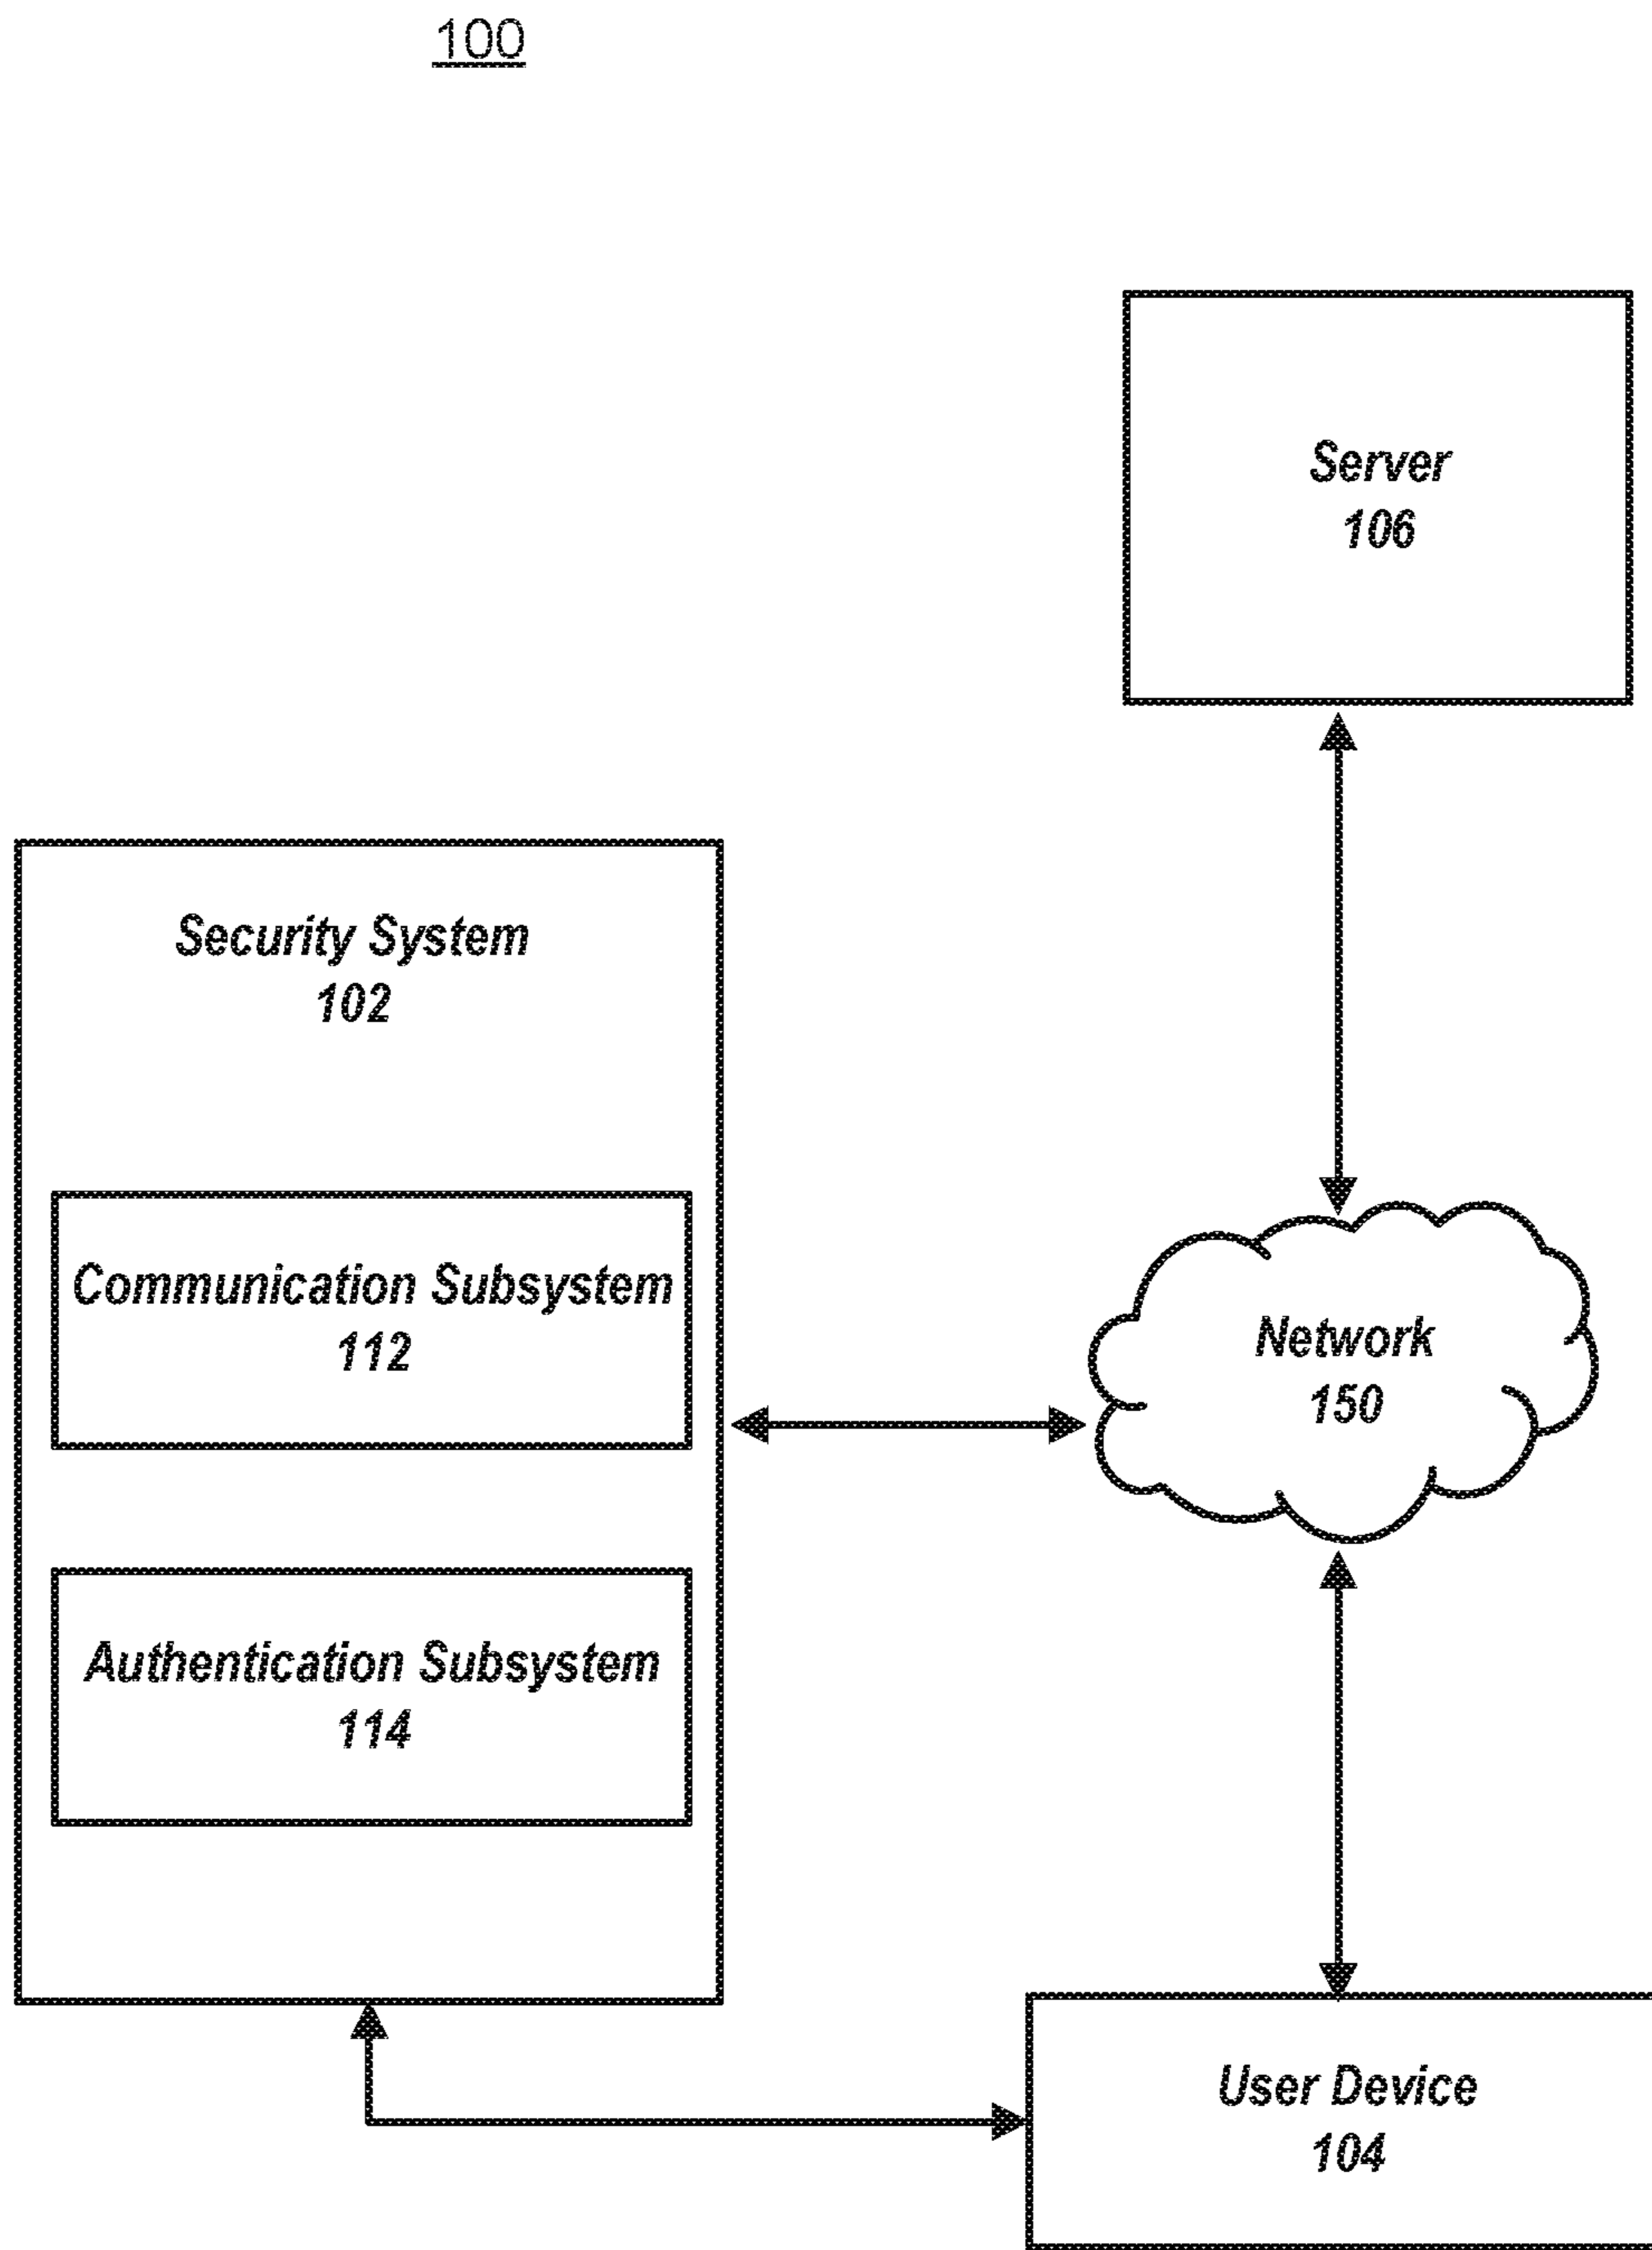 100
Server
106
Security System
102
Communication Subsystem
112
Network
150
Authentication Subsystem
114
User Device
104